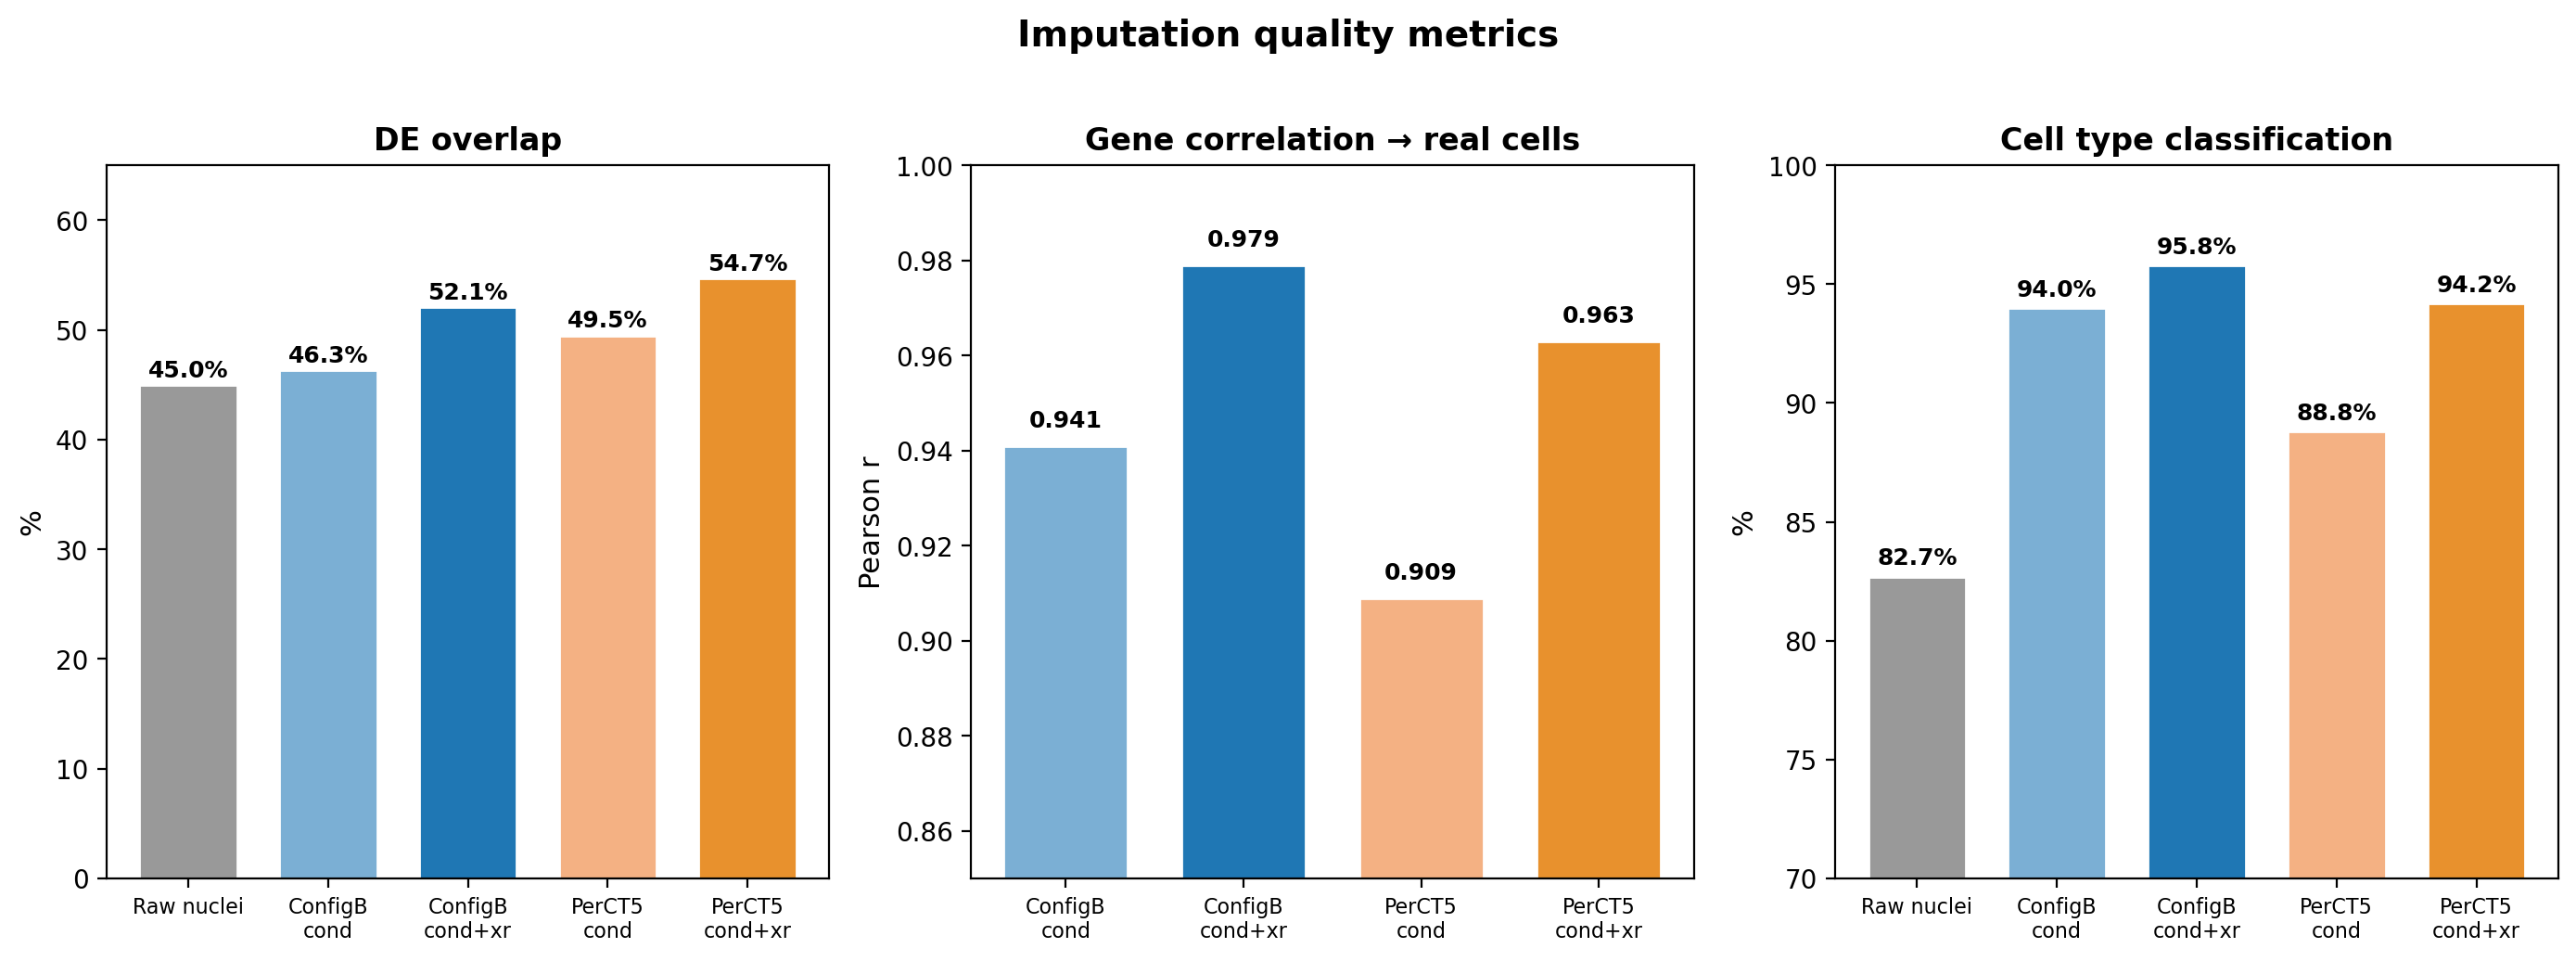 Imputation quality metrics
DE overlap
%
60
50
40
30
20
10
0
45.0%
46.3%
52.1%
49.5%
54.7%
Raw nuclei
ConfigB
cond
ConfigB
cond+xr
PerCT5
cond
PerCT5
cond+xr
Gene correlation → real cells
Pearson r
1.00
0.98
0.96
0.94
0.92
0.90
0.88
0.86
0.941
0.979
0.909
0.963
ConfigB
cond
ConfigB
cond+xr
PerCT5
cond
PerCT5
cond+xr
Cell type classification
%
100
95
90
85
80
75
70
82.7%
94.0%
95.8%
88.8%
94.2%
Raw nuclei
ConfigB
cond
ConfigB
cond+xr
PerCT5
cond
PerCT5
cond+xr